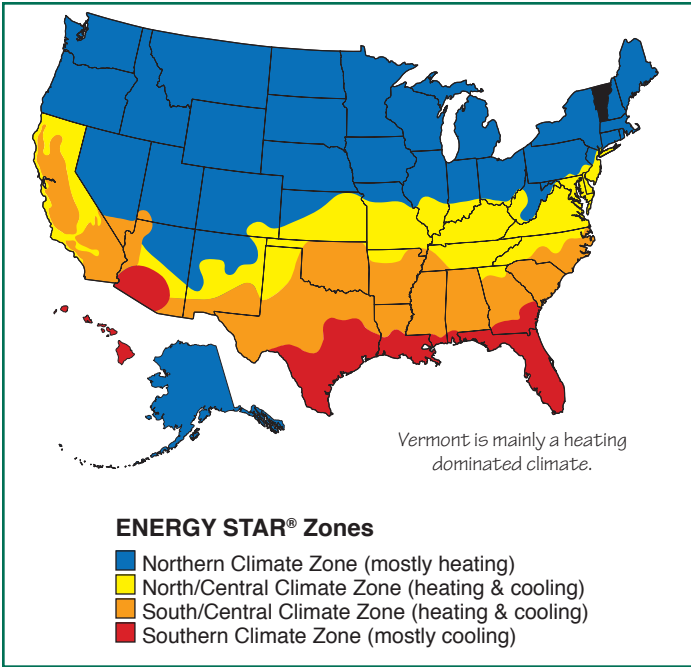 Vermont is mainly a heating
dominated climate.
ENERGY STAR® Zones
Northern Climate Zone (mostly heating)
North/Central Climate Zone (heating & cooling)
South/Central Climate Zone (heating & cooling)
Southern Climate Zone (mostly cooling)